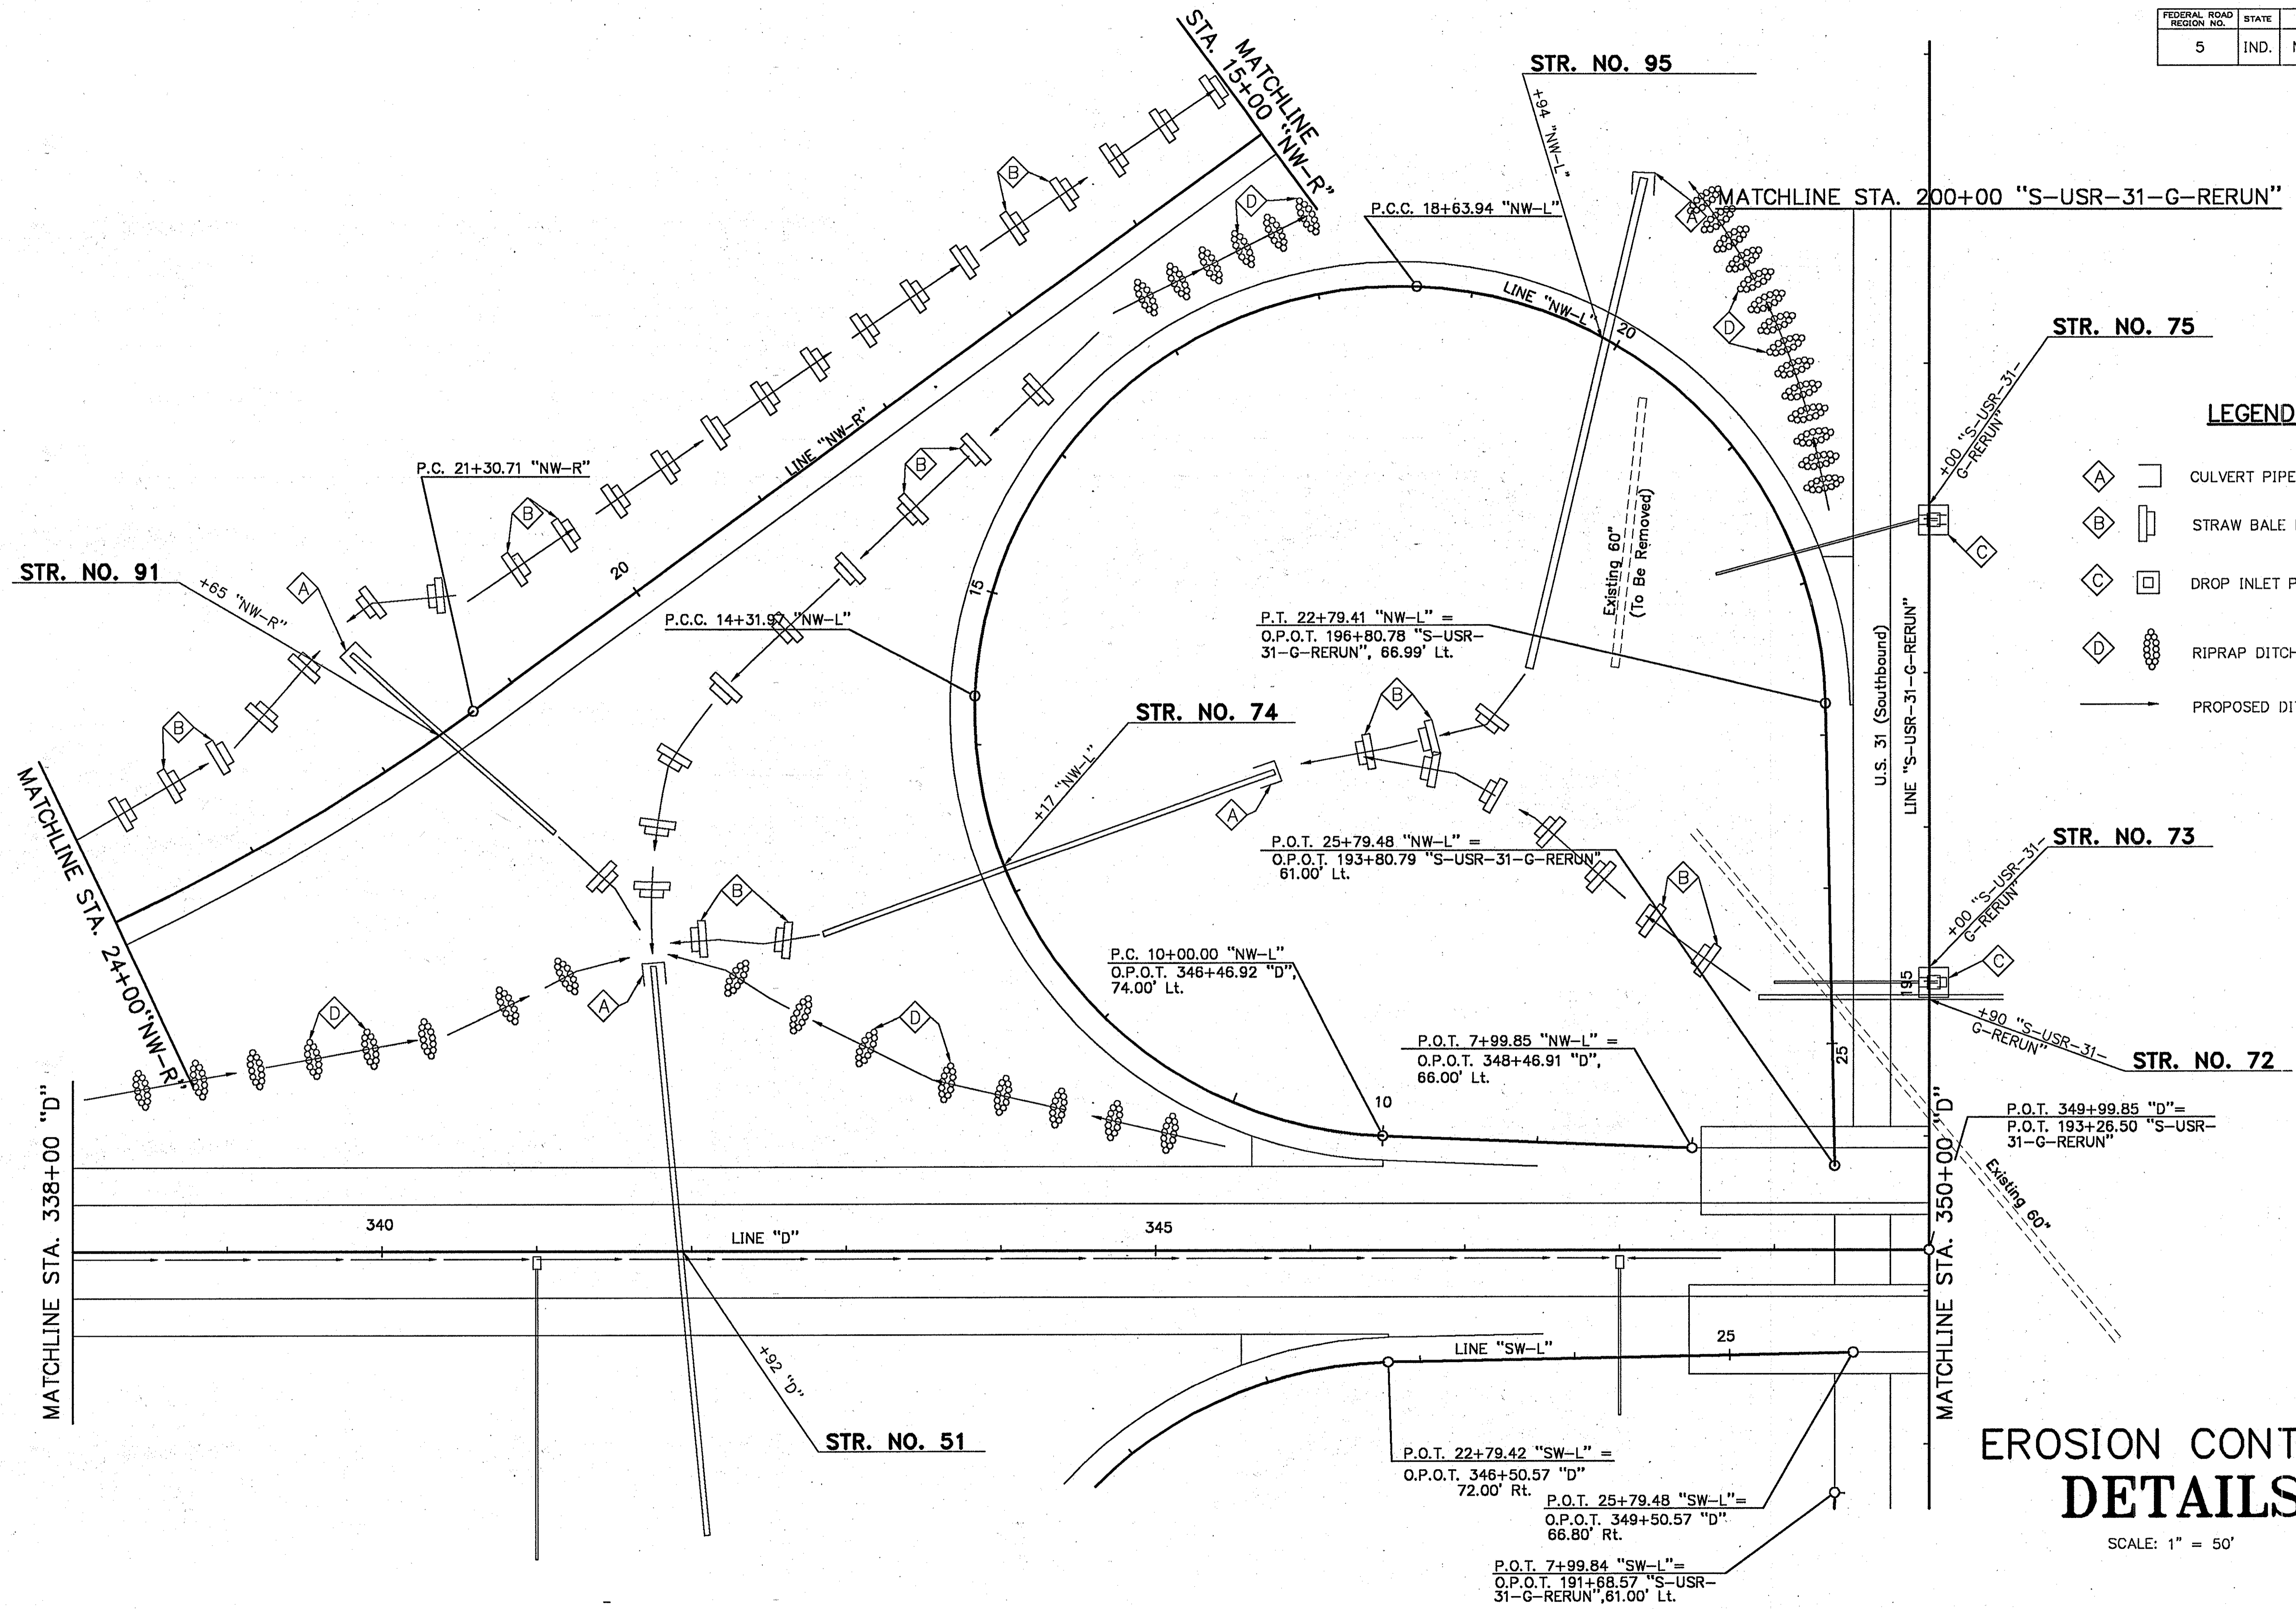 FEDERAL ROAD REGION NO.
STATE
5
IND.
MATCHLINE
STA. 15+00 "NW-R"
STR. NO. 95
+94 "NW-L"
MATCHLINE STA. 200+00 "S-USR-31-G-RERUN"
P.C.C. 18+63.94 "NW-L"
A
B
D
LINE "NW-L"
20
D
STR. NO. 75
+00 "S-USR-31-
G-RERUN"
C
LEGEND
A
CULVERT PIPE
B
STRAW BALE
C
DROP INLET
D
RIPRAP DITCH
PROPOSED
LINE "NW-R"
P.C. 21+30.71 "NW-R"
B
B
20
STR. NO. 91
+65 "NW-R"
A
B
15
P.C.C. 14+31.97 "NW-L"
Existing 60"
(To Be Removed)
P.T. 22+79.41 "NW-L" =
O.P.O.T. 196+80.78 "S-USR-
31-G-RERUN", 66.99' Lt.
U.S. 31 (Southbound)
LINE "S-USR-31-G-RERUN"
STR. NO. 74
+17 "NW-L"
B
A
MATCHLINE STA. 24+00 "NW-R"
P.O.T. 25+79.48 "NW-L" =
O.P.O.T. 193+80.79 "S-USR-31-G-RERUN"
61.00' Lt.
B
STR. NO. 73
+00 "S-USR-31-
G-RERUN"
C
195
B
P.C. 10+00.00 "NW-L"
O.P.O.T. 346+46.92 "D",
74.00' Lt.
A
D
D
P.O.T. 7+99.85 "NW-L" =
O.P.O.T. 348+46.91 "D",
66.00' Lt.
25
+90 "S-USR-31-
G-RERUN"
STR. NO. 72
10
P.O.T. 349+99.85 "D"=
P.O.T. 193+26.50 "S-USR-
31-G-RERUN"
Existing 60"
MATCHLINE STA. 338+00 "D"
MATCHLINE STA. 350+00 "D"
340
345
LINE "D"
+92 "D"
STR. NO. 51
LINE "SW-L"
25
P.O.T. 22+79.42 "SW-L" =
O.P.O.T. 346+50.57 "D"
72.00' Rt.
P.O.T. 25+79.48 "SW-L"=
O.P.O.T. 349+50.57 "D"
66.80' Rt.
P.O.T. 7+99.84 "SW-L"=
O.P.O.T. 191+68.57 "S-USR-
31-G-RERUN",61.00' Lt.
EROSION CONT
DETAILS
SCALE: 1" = 50'